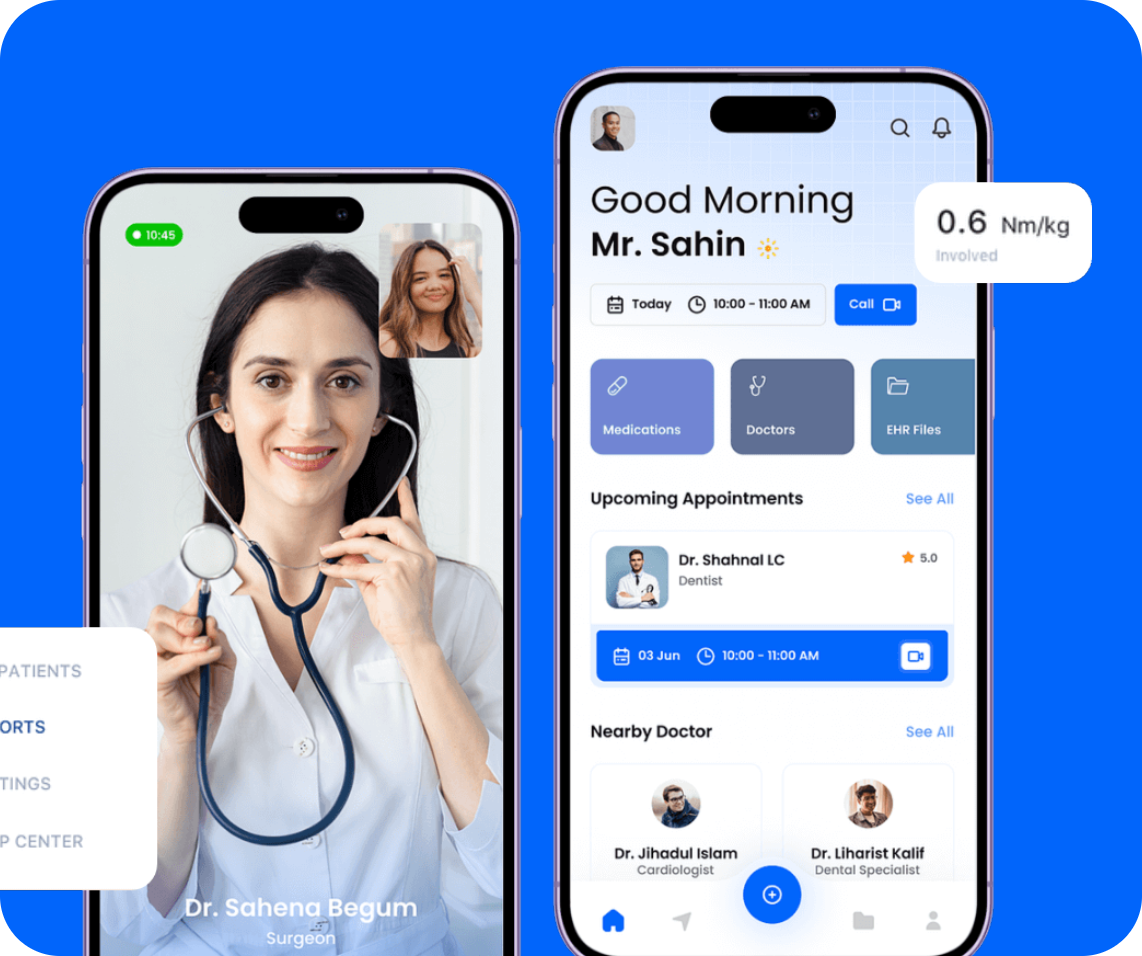 10:45
PATIENTS
ORTS
TINGS
P CENTER
Dr. Sahena Begum
Surgeon
Good Morning
Mr. Sahin
0.6 Nm/kg
Involved
Today 10:00 - 11:00 AM Call
Medications Doctors EHR Files
Upcoming Appointments See All
Dr. Shahnal LC 5.0
Dentist
03 Jun 10:00 - 11:00 AM
Nearby Doctor See All
Dr. Jihadul Islam Dr. Liharist Kalif
Cardiologist Dental Specialist